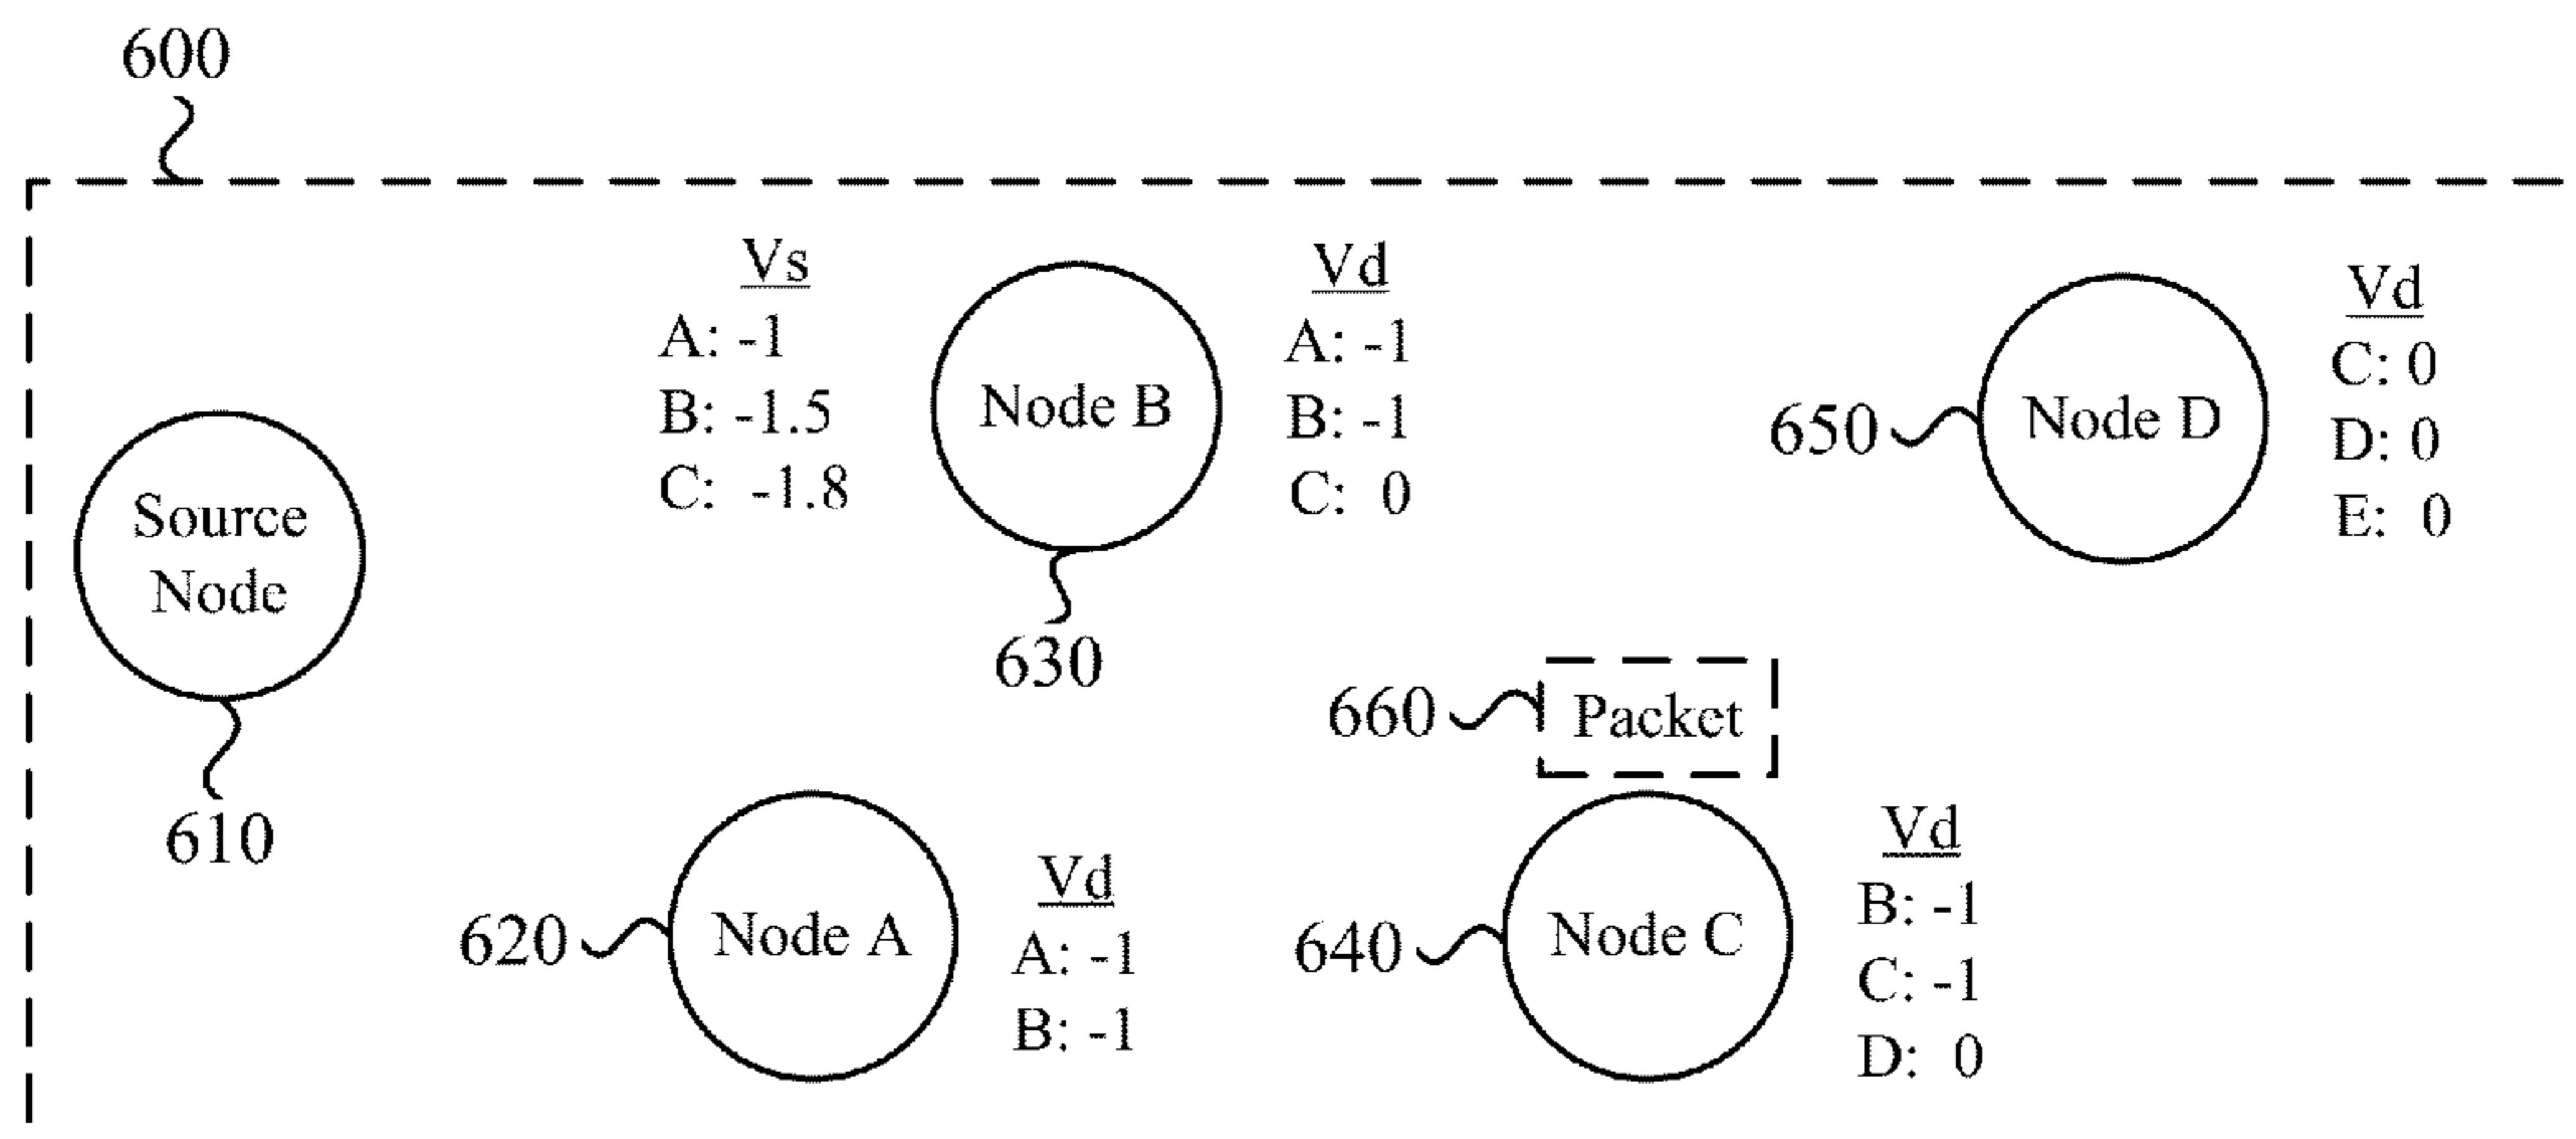 600
Vs
A: -1
B: -1.5
C: -1.8
Node B
Vd
A: -1
B: -1
C: 0
630
Node D
650
Vd
C: 0
D: 0
E: 0
Source
Node
610
660
Packet
620
Node A
Vd
A: -1
B: -1
640
Node C
Vd
B: -1
C: -1
D: 0